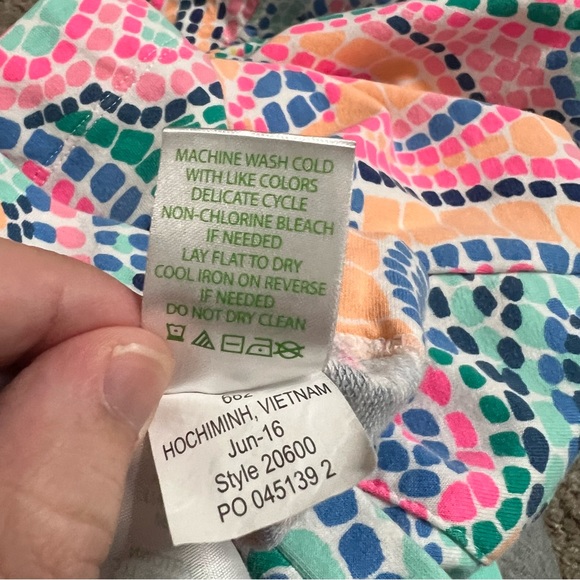 MACHINE WASH COLD
WITH LIKE COLORS
DELICATE CYCLE
NON-CHLORINE BLEACH
IF NEEDED
LAY FLAT TO DRY
COOL IRON ON REVERSE
IF NEEDED
DO NOT DRY CLEAN
HOCHIMINH, VIETNAM
Jun-16
Style 20600
PO 045139 2